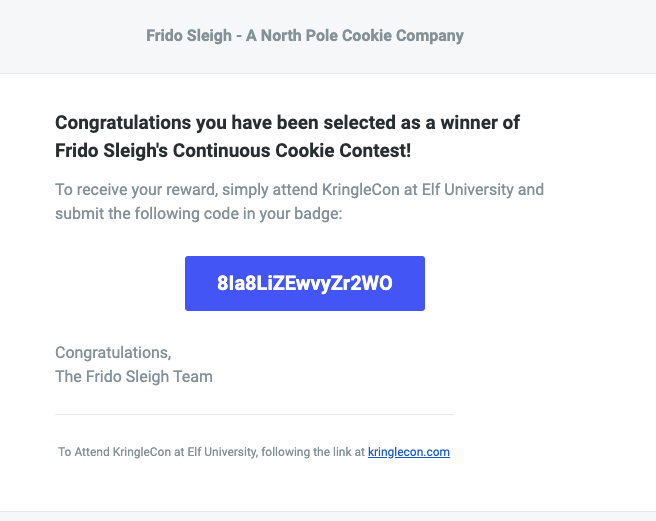 Frido Sleigh - A North Pole Cookie Company
Congratulations you have been selected as a winner of
Frido Sleigh's Continuous Cookie Contest!
To receive your reward, simply attend KringleCon at Elf University and
submit the following code in your badge:
8Ia8LiZEwvyZr2WO
Congratulations,
The Frido Sleigh Team
To Attend KringleCon at Elf University, following the link at kringlecon.com